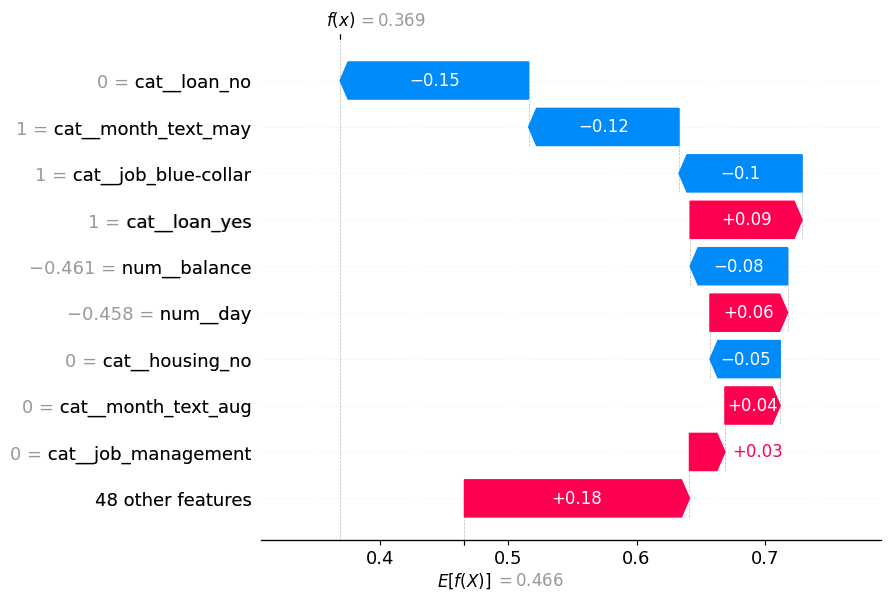 f(x) = 0.369
0 = cat__loan_no
−0.15
1 = cat__month_text_may
−0.12
1 = cat__job_blue-collar
−0.1
1 = cat__loan_yes
+0.09
−0.461 = num__balance
−0.08
−0.458 = num__day
+0.06
0 = cat__housing_no
−0.05
0 = cat__month_text_aug
+0.04
0 = cat__job_management
+0.03
48 other features
+0.18
0.4 0.5 0.6 0.7
E[f(X)] = 0.466